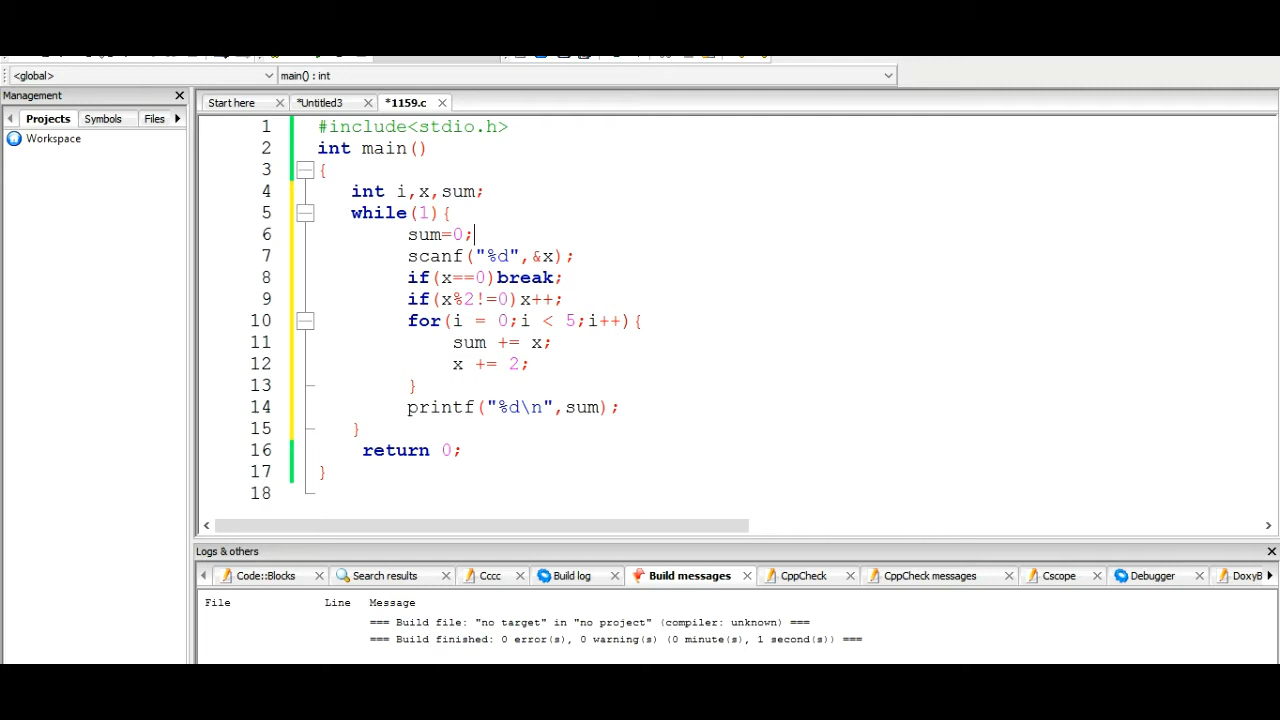 <global> main() : int
Management
Start here *Untitled3 *1159.c
Projects Symbols Files
Workspace
1 #include<stdio.h>
2 int main()
3 {
4 int i,x,sum;
5 while(1){
6 sum=0;
7 scanf("%d",&x);
8 if(x==0)break;
9 if(x%2!=0)x++;
10 for(i = 0;i < 5;i++){
11 sum += x;
12 x += 2;
13 }
14 printf("%d\n",sum);
15 }
16 return 0;
17 }
18
Logs & others
Code::Blocks Search results Cccc Build log Build messages CppCheck CppCheck messages Cscope Debugger DoxyB
File Line Message
=== Build file: "no target" in "no project" (compiler: unknown) ===
=== Build finished: 0 error(s), 0 warning(s) (0 minute(s), 1 second(s)) ===